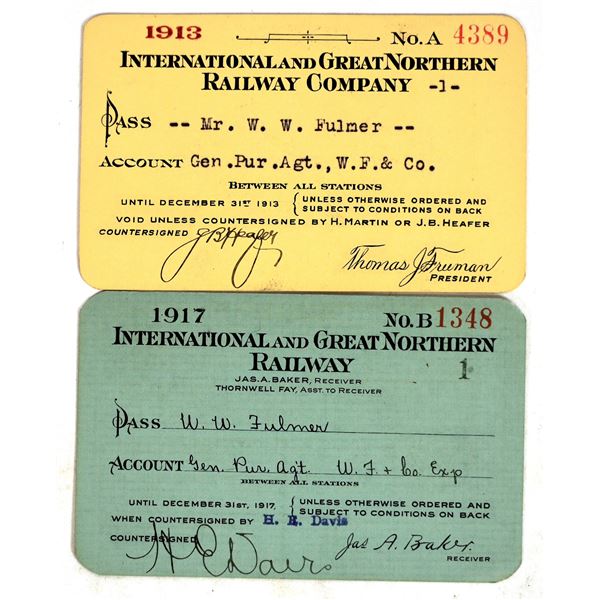 1913 No. A 4389
INTERNATIONAL AND GREAT NORTHERN
RAILWAY COMPANY -1-
PASS -- Mr. W. W. Fulmer --
ACCOUNT Gen.Pur.Agt.,W.F.& Co.
BETWEEN ALL STATIONS
UNTIL DECEMBER 31ST 1913 { UNLESS OTHERWISE ORDERED AND
SUBJECT TO CONDITIONS ON BACK
VOID UNLESS COUNTERSIGNED BY H. MARTIN OR J.B. HEAFER
COUNTERSIGNED J B Heafer
Thomas J Freeman
PRESIDENT
1917 No. B 1348
INTERNATIONAL AND GREAT NORTHERN
RAILWAY 1
JAS. A. BAKER, RECEIVER
THORNWELL FAY, ASST. TO RECEIVER
PASS W. W. Fulmer
ACCOUNT Gen. Pur. Agt. W. F. + Co. Exp
BETWEEN ALL STATIONS
UNTIL DECEMBER 31ST, 1917, { UNLESS OTHERWISE ORDERED AND
SUBJECT TO CONDITIONS ON BACK
WHEN COUNTERSIGNED BY H. E. Davis
COUNTERSIGNED H E Davis
Jas A. Baker.
RECEIVER